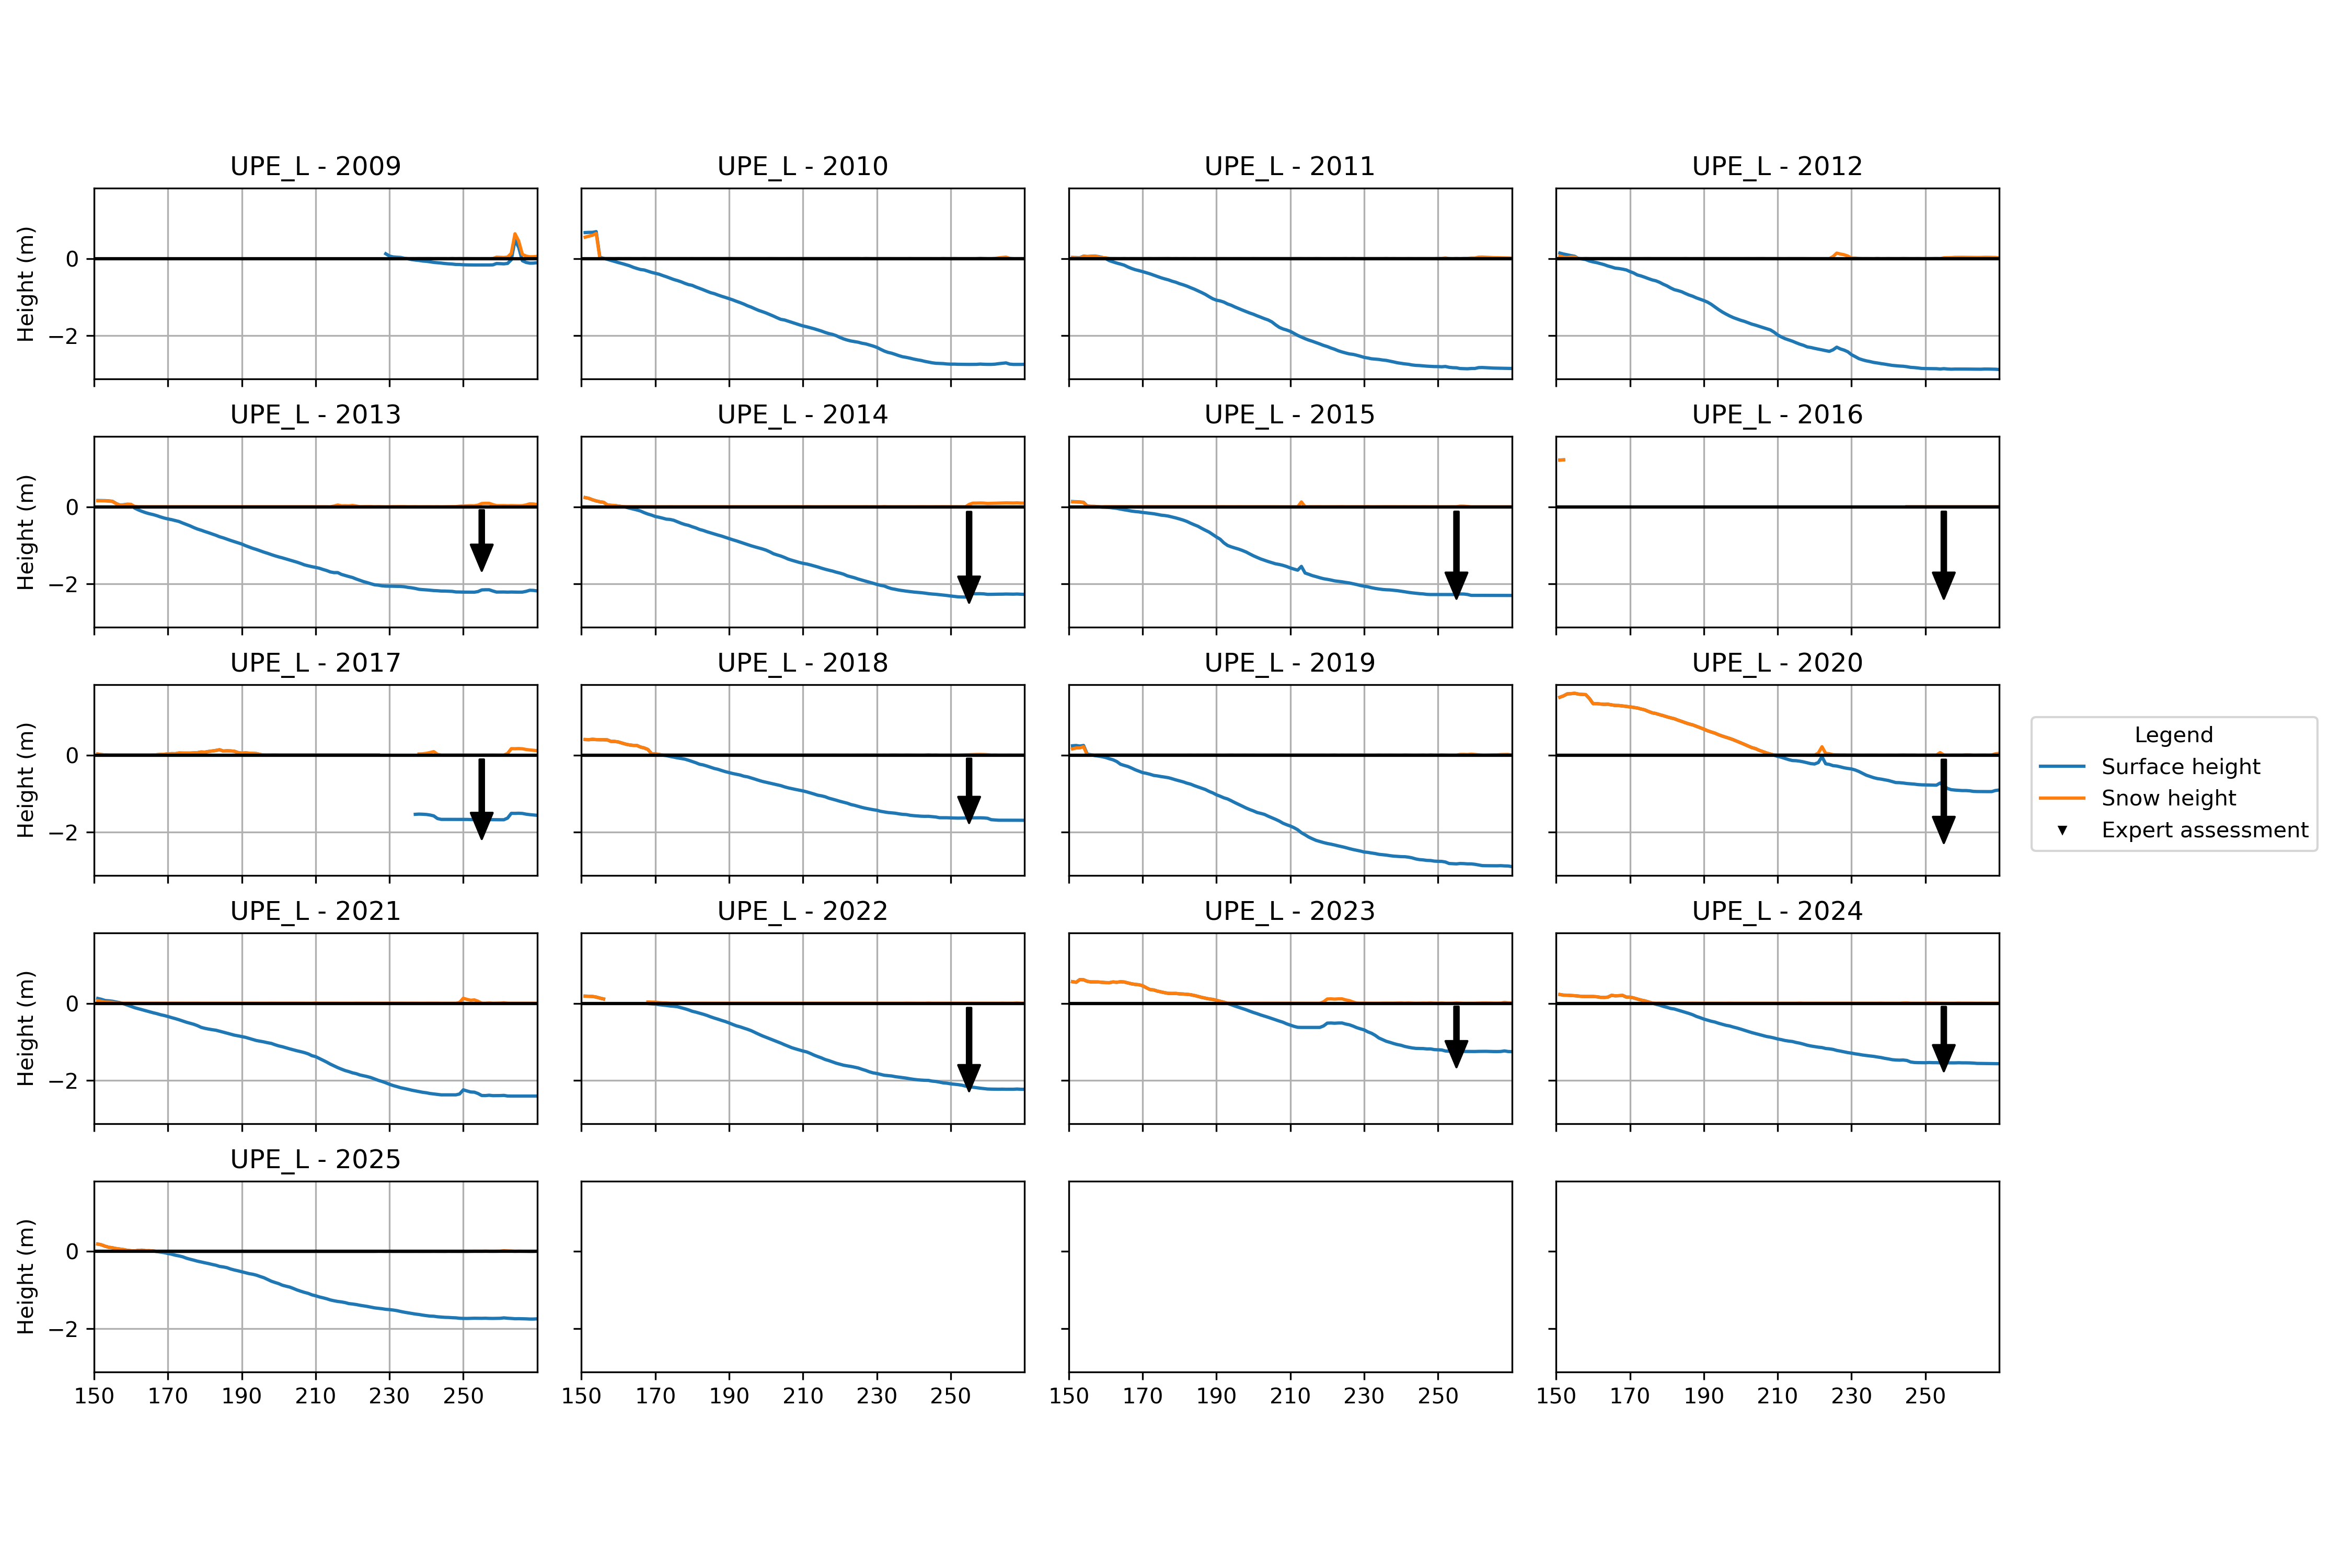 UPE_L - 2009
UPE_L - 2010
UPE_L - 2011
UPE_L - 2012
Height (m)
0
−2
UPE_L - 2013
UPE_L - 2014
UPE_L - 2015
UPE_L - 2016
Height (m)
0
−2
UPE_L - 2017
UPE_L - 2018
UPE_L - 2019
UPE_L - 2020
Height (m)
0
−2
Legend
Surface height
Snow height
Expert assessment
UPE_L - 2021
UPE_L - 2022
UPE_L - 2023
UPE_L - 2024
Height (m)
0
−2
UPE_L - 2025
Height (m)
0
−2
150 170 190 210 230 250
150 170 190 210 230 250
150 170 190 210 230 250
150 170 190 210 230 250